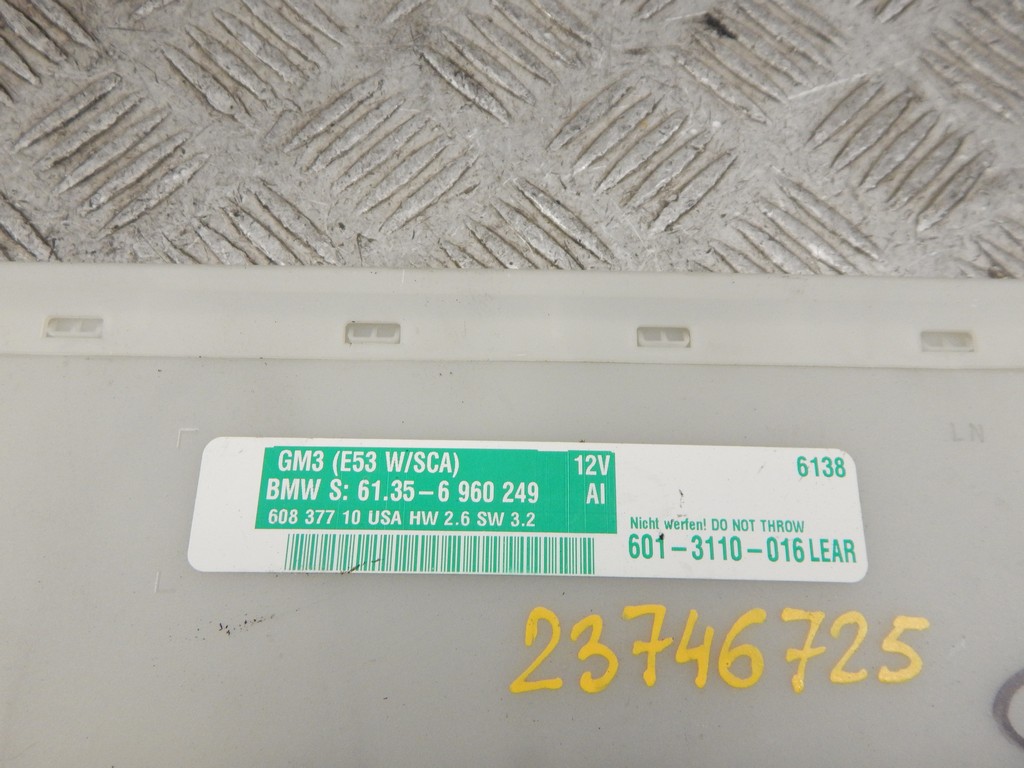 LN
GM3 (E53 W/SCA) 12V 6138
BMW S: 61.35-6 960 249 AI
608 377 10 USA HW 2.6 SW 3.2
Nicht werfen! DO NOT THROW
601-3110-016 LEAR
23746725